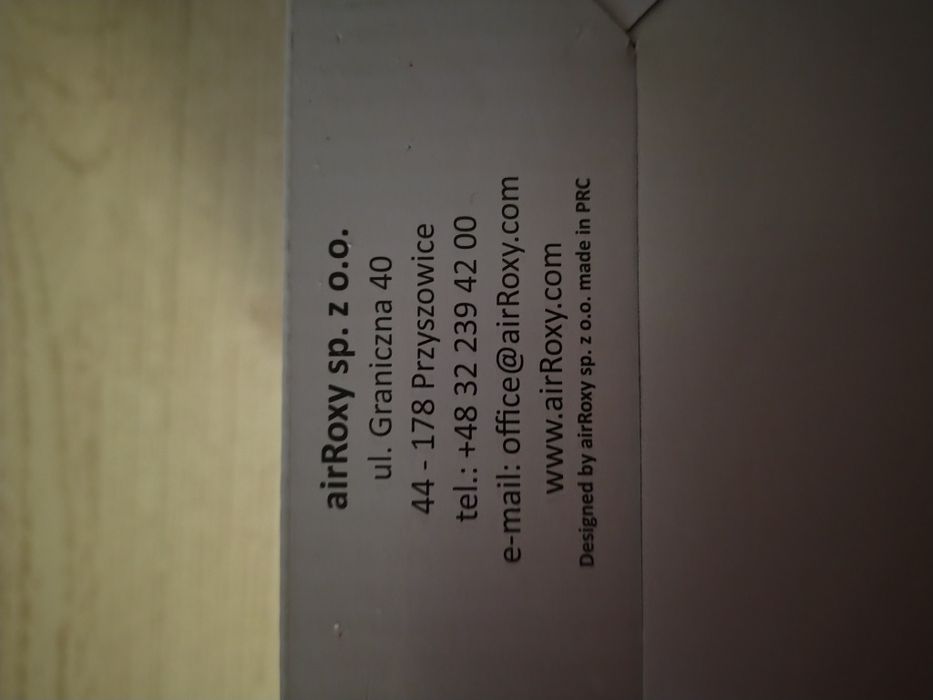 airRoxy sp. z o.o.
ul. Graniczna 40
44 - 178 Przyszowice
tel.: +48 32 239 42 00
e-mail: office@airRoxy.com
www.airRoxy.com
Designed by airRoxy sp. z o.o. made in PRC